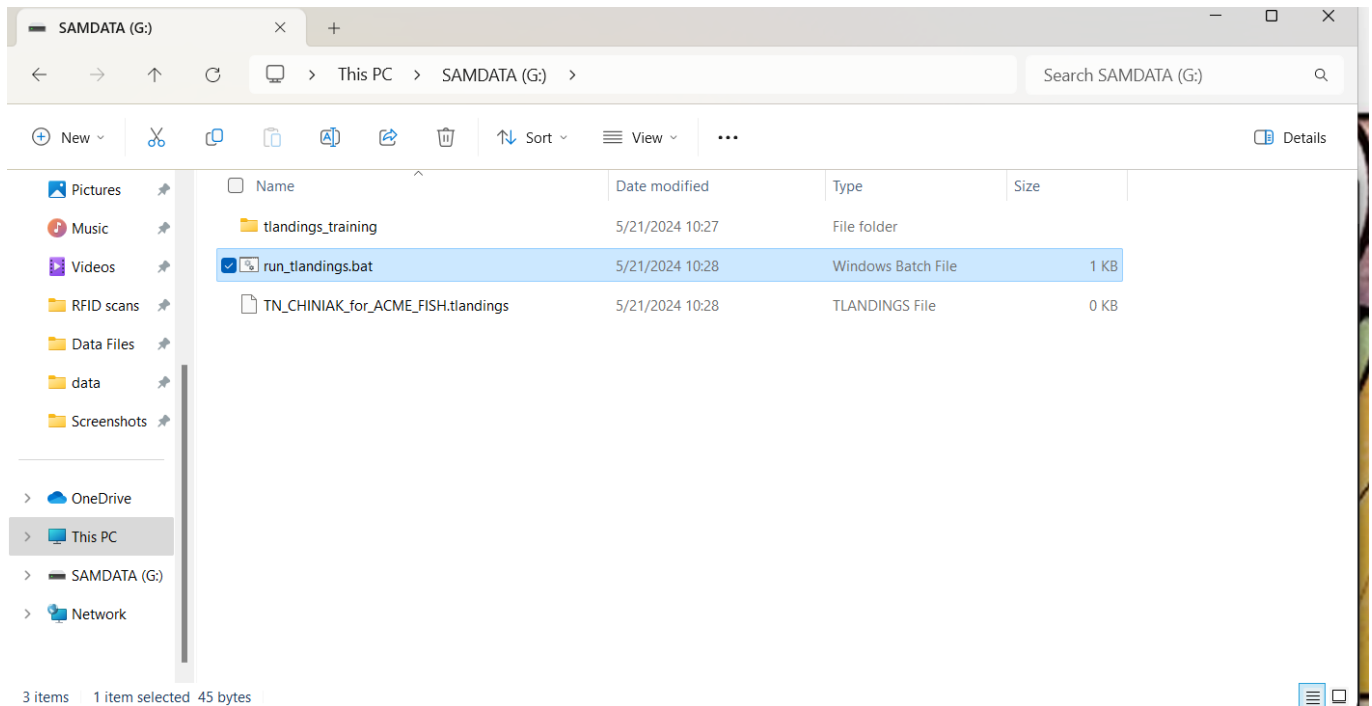 SAMDATA (G:)
This PC > SAMDATA (G:) >
Search SAMDATA (G:)
New
Sort
View
Details
Name Date modified Type Size
Pictures
Music
Videos
RFID scans
Data Files
data
Screenshots
OneDrive
This PC
SAMDATA (G:)
Network
tlandings_training 5/21/2024 10:27 File folder
run_tlandings.bat 5/21/2024 10:28 Windows Batch File 1 KB
TN_CHINIAK_for_ACME_FISH.tlandings 5/21/2024 10:28 TLANDINGS File 0 KB
3 items 1 item selected 45 bytes